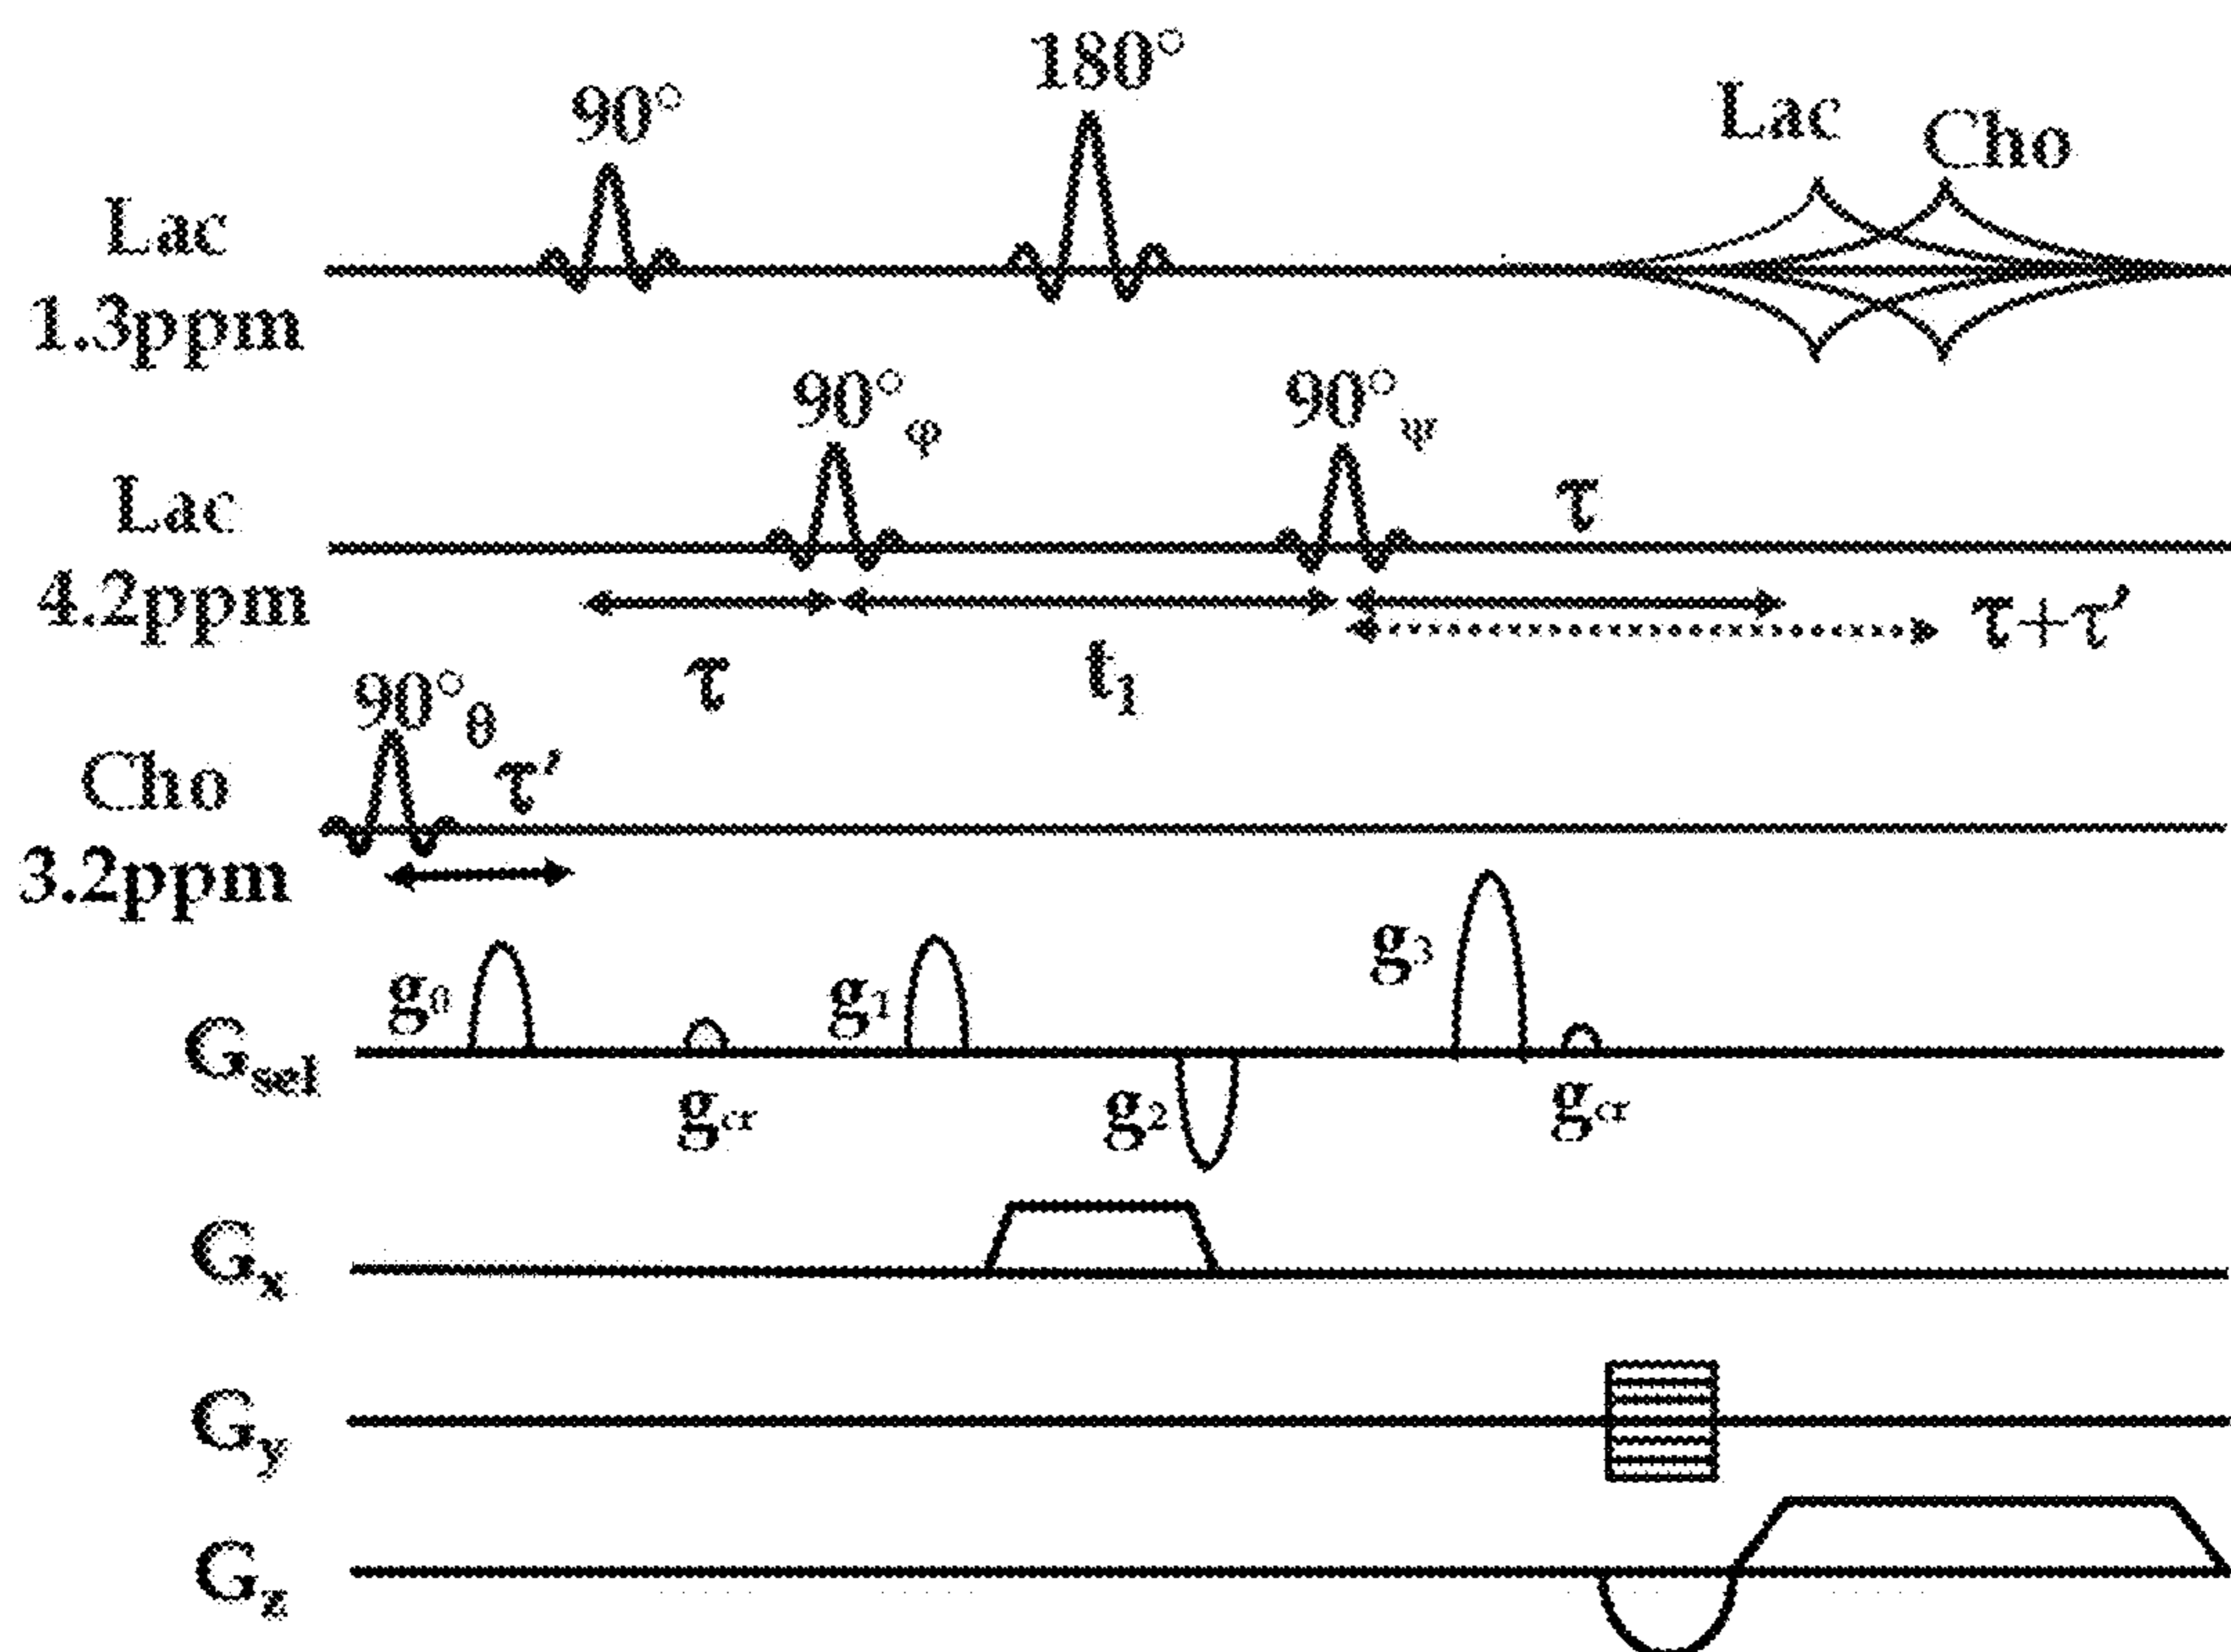 180°
90°
Lac Cho
Lac
1.3ppm
90°φ 90°ψ
Lac τ
4.2ppm
τ t₁ τ+τ′
90°θ
Cho τ′
3.2ppm
g₀ g₁ g₃
Gsel
gcr g₂ gcr
Gx
Gy
Gz